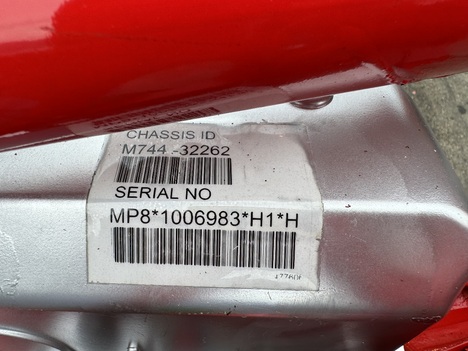 CHASSIS ID
M744 -32262
SERIAL NO
MP8*1006983*H1*H